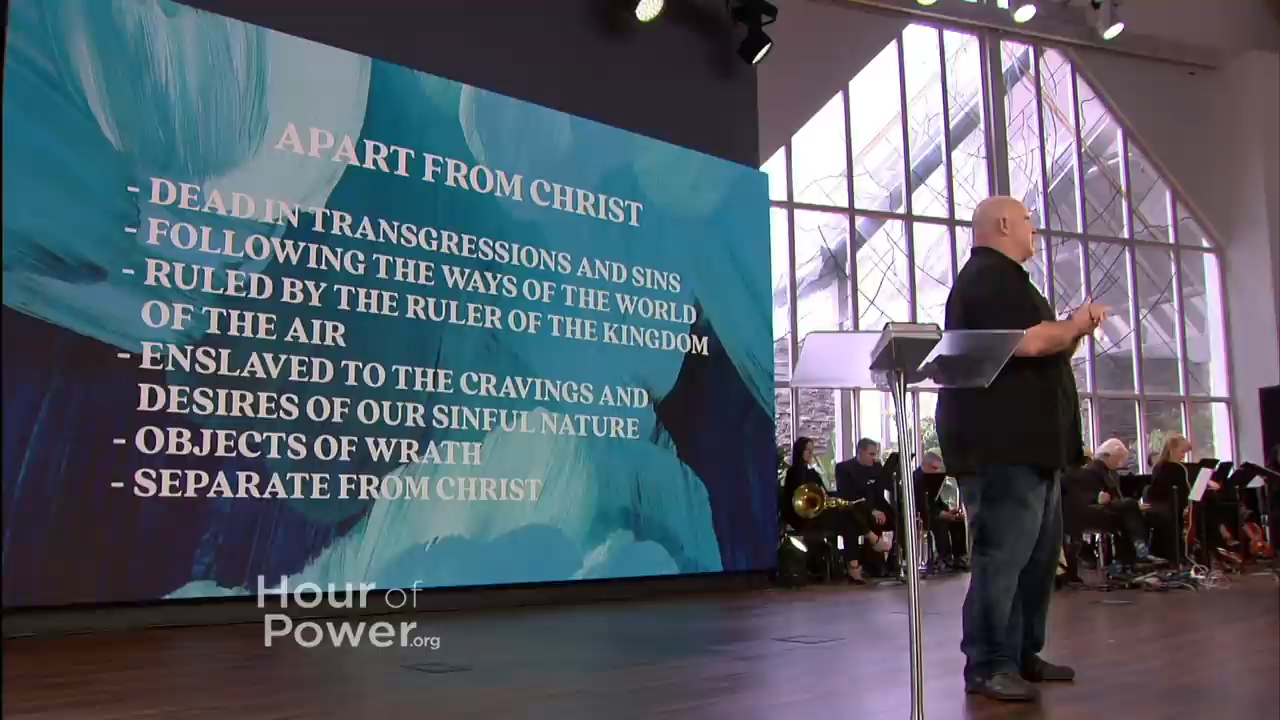 APART FROM CHRIST
- DEAD IN TRANSGRESSIONS AND SINS
- FOLLOWING THE WAYS OF THE WORLD
- RULED BY THE RULER OF THE KINGDOM
OF THE AIR
- ENSLAVED TO THE CRAVINGS AND
DESIRES OF OUR SINFUL NATURE
- OBJECTS OF WRATH
- SEPARATE FROM CHRIST
Hour of
Power.org